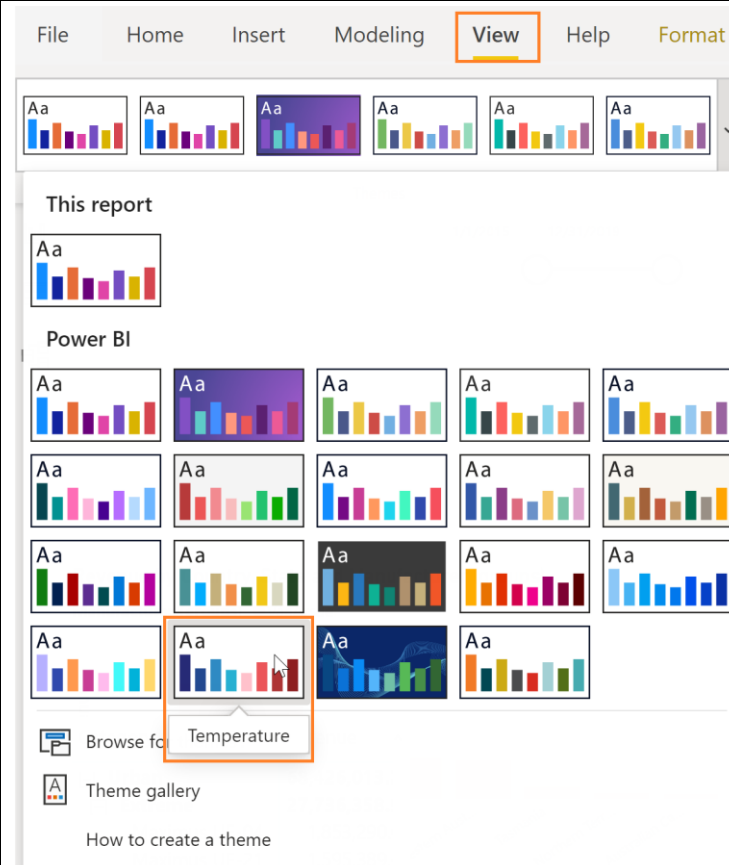 File Home Insert Modeling View Help Format
Aa Aa Aa Aa Aa Aa
This report
Aa
Power BI
Aa Aa Aa Aa Aa
Aa Aa Aa Aa Aa
Aa Aa Aa Aa Aa
Aa Aa Aa Aa
Temperature
Browse fo
A Theme gallery
How to create a theme